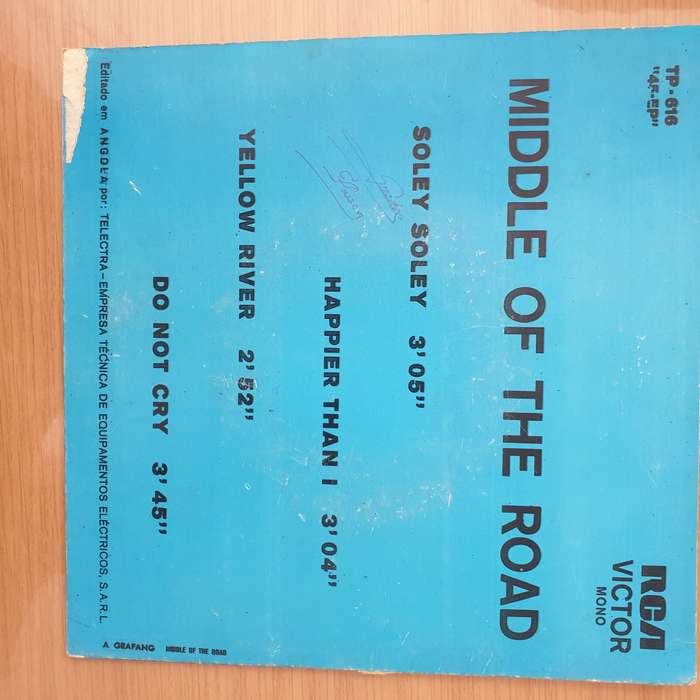 TP - 616
"45-EP"
RCA
VICTOR
MONO
MIDDLE OF THE ROAD
SOLEY SOLEY 3'05"
HAPPIER THAN I 3'04"
YELLOW RIVER 2'52"
DO NOT CRY 3'45"
Editado em ANGOLA por: TELECTRA - EMPRESA TÉCNICA DE EQUIPAMENTOS ELÉCTRICOS, S.A.R.L.
A GRAFANG MIDDLE OF THE ROAD